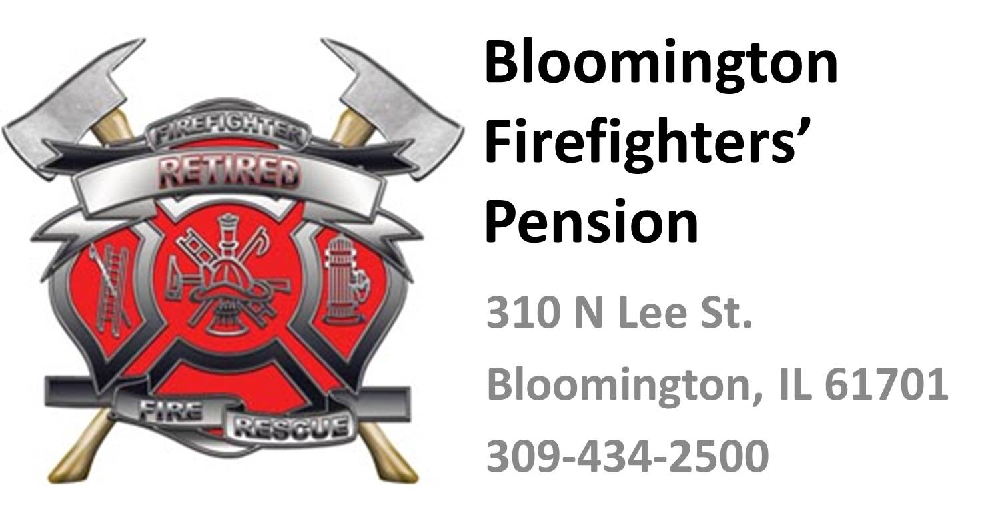 FIREFIGHTER
RETIRED
FIRE
RESCUE
Bloomington
Firefighters’
Pension
310 N Lee St.
Bloomington, IL 61701
309-434-2500